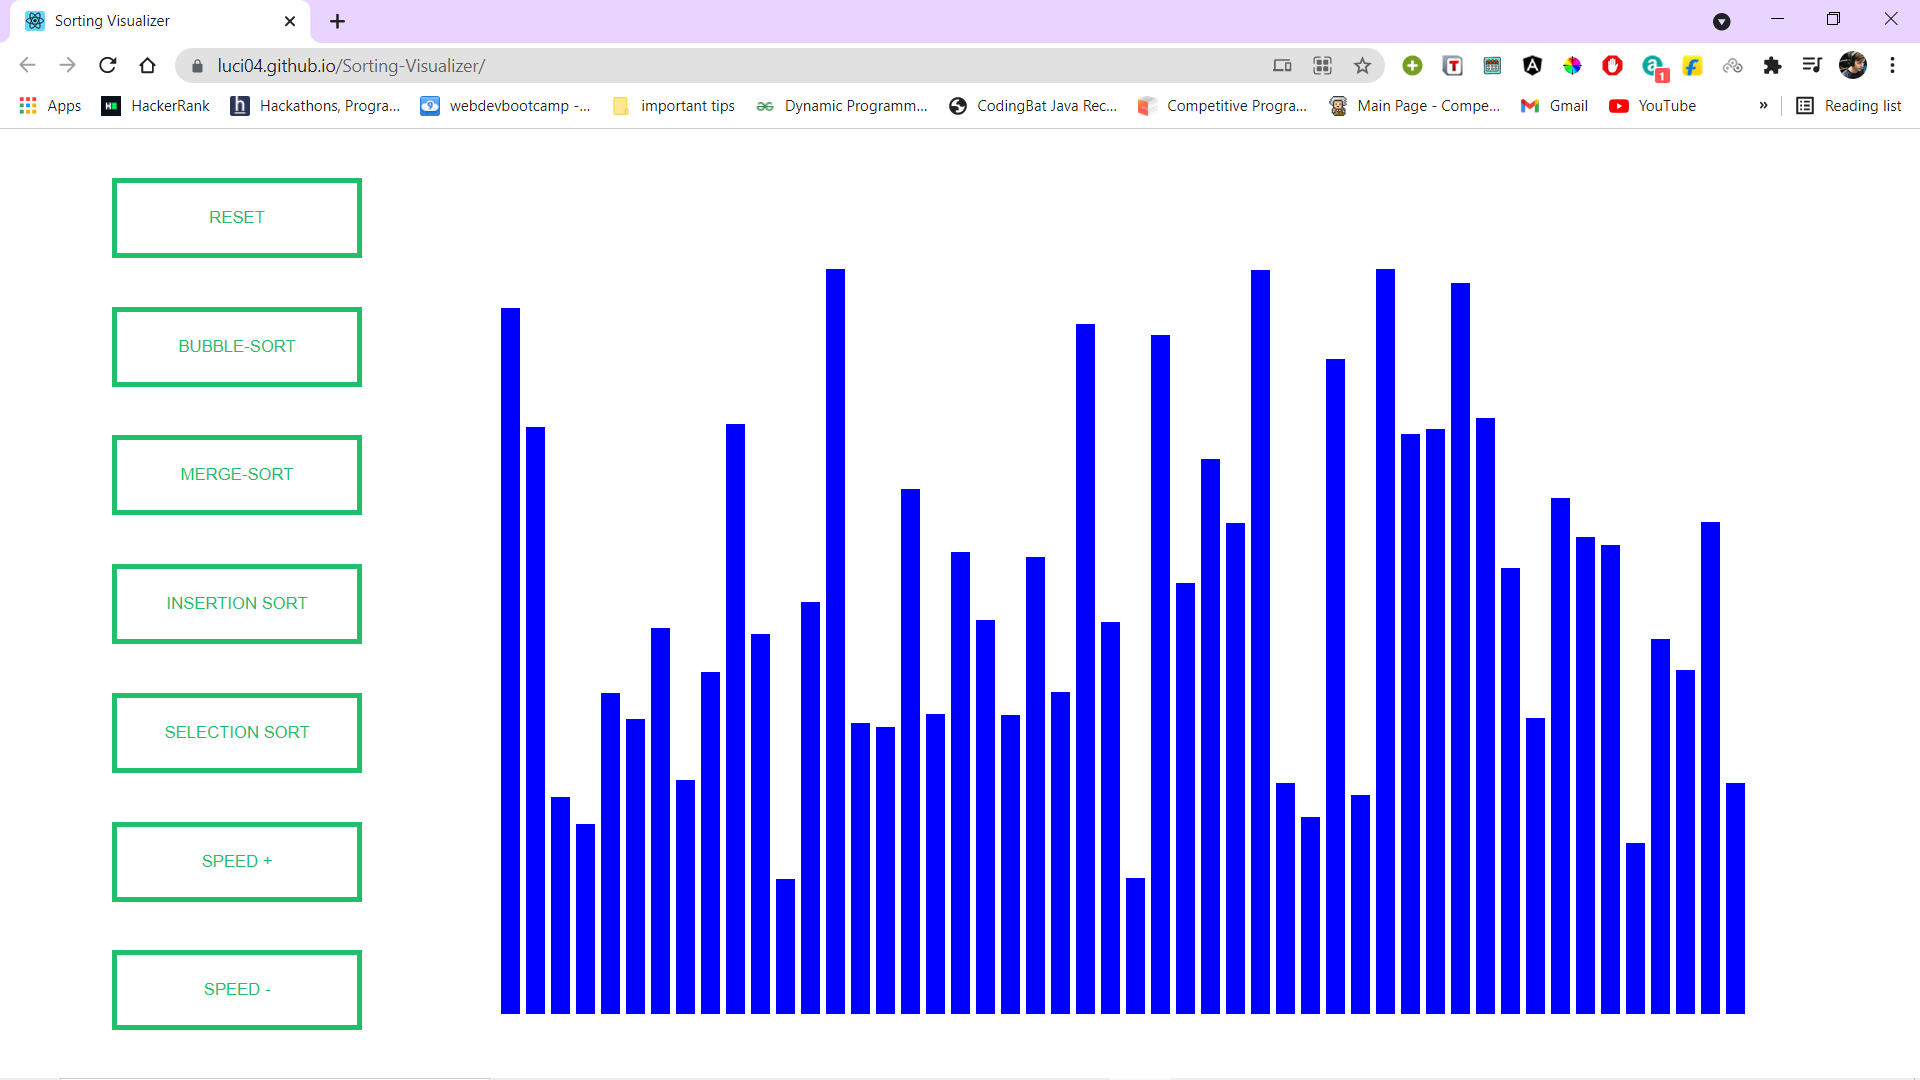 Sorting Visualizer
luci04.github.io/Sorting-Visualizer/
1
Apps HackerRank Hackathons, Progra... webdevbootcamp -... important tips Dynamic Programm... CodingBat Java Rec... Competitive Progra... Main Page - Compe... Gmail YouTube » Reading list
RESET
BUBBLE-SORT
MERGE-SORT
INSERTION SORT
SELECTION SORT
SPEED +
SPEED -